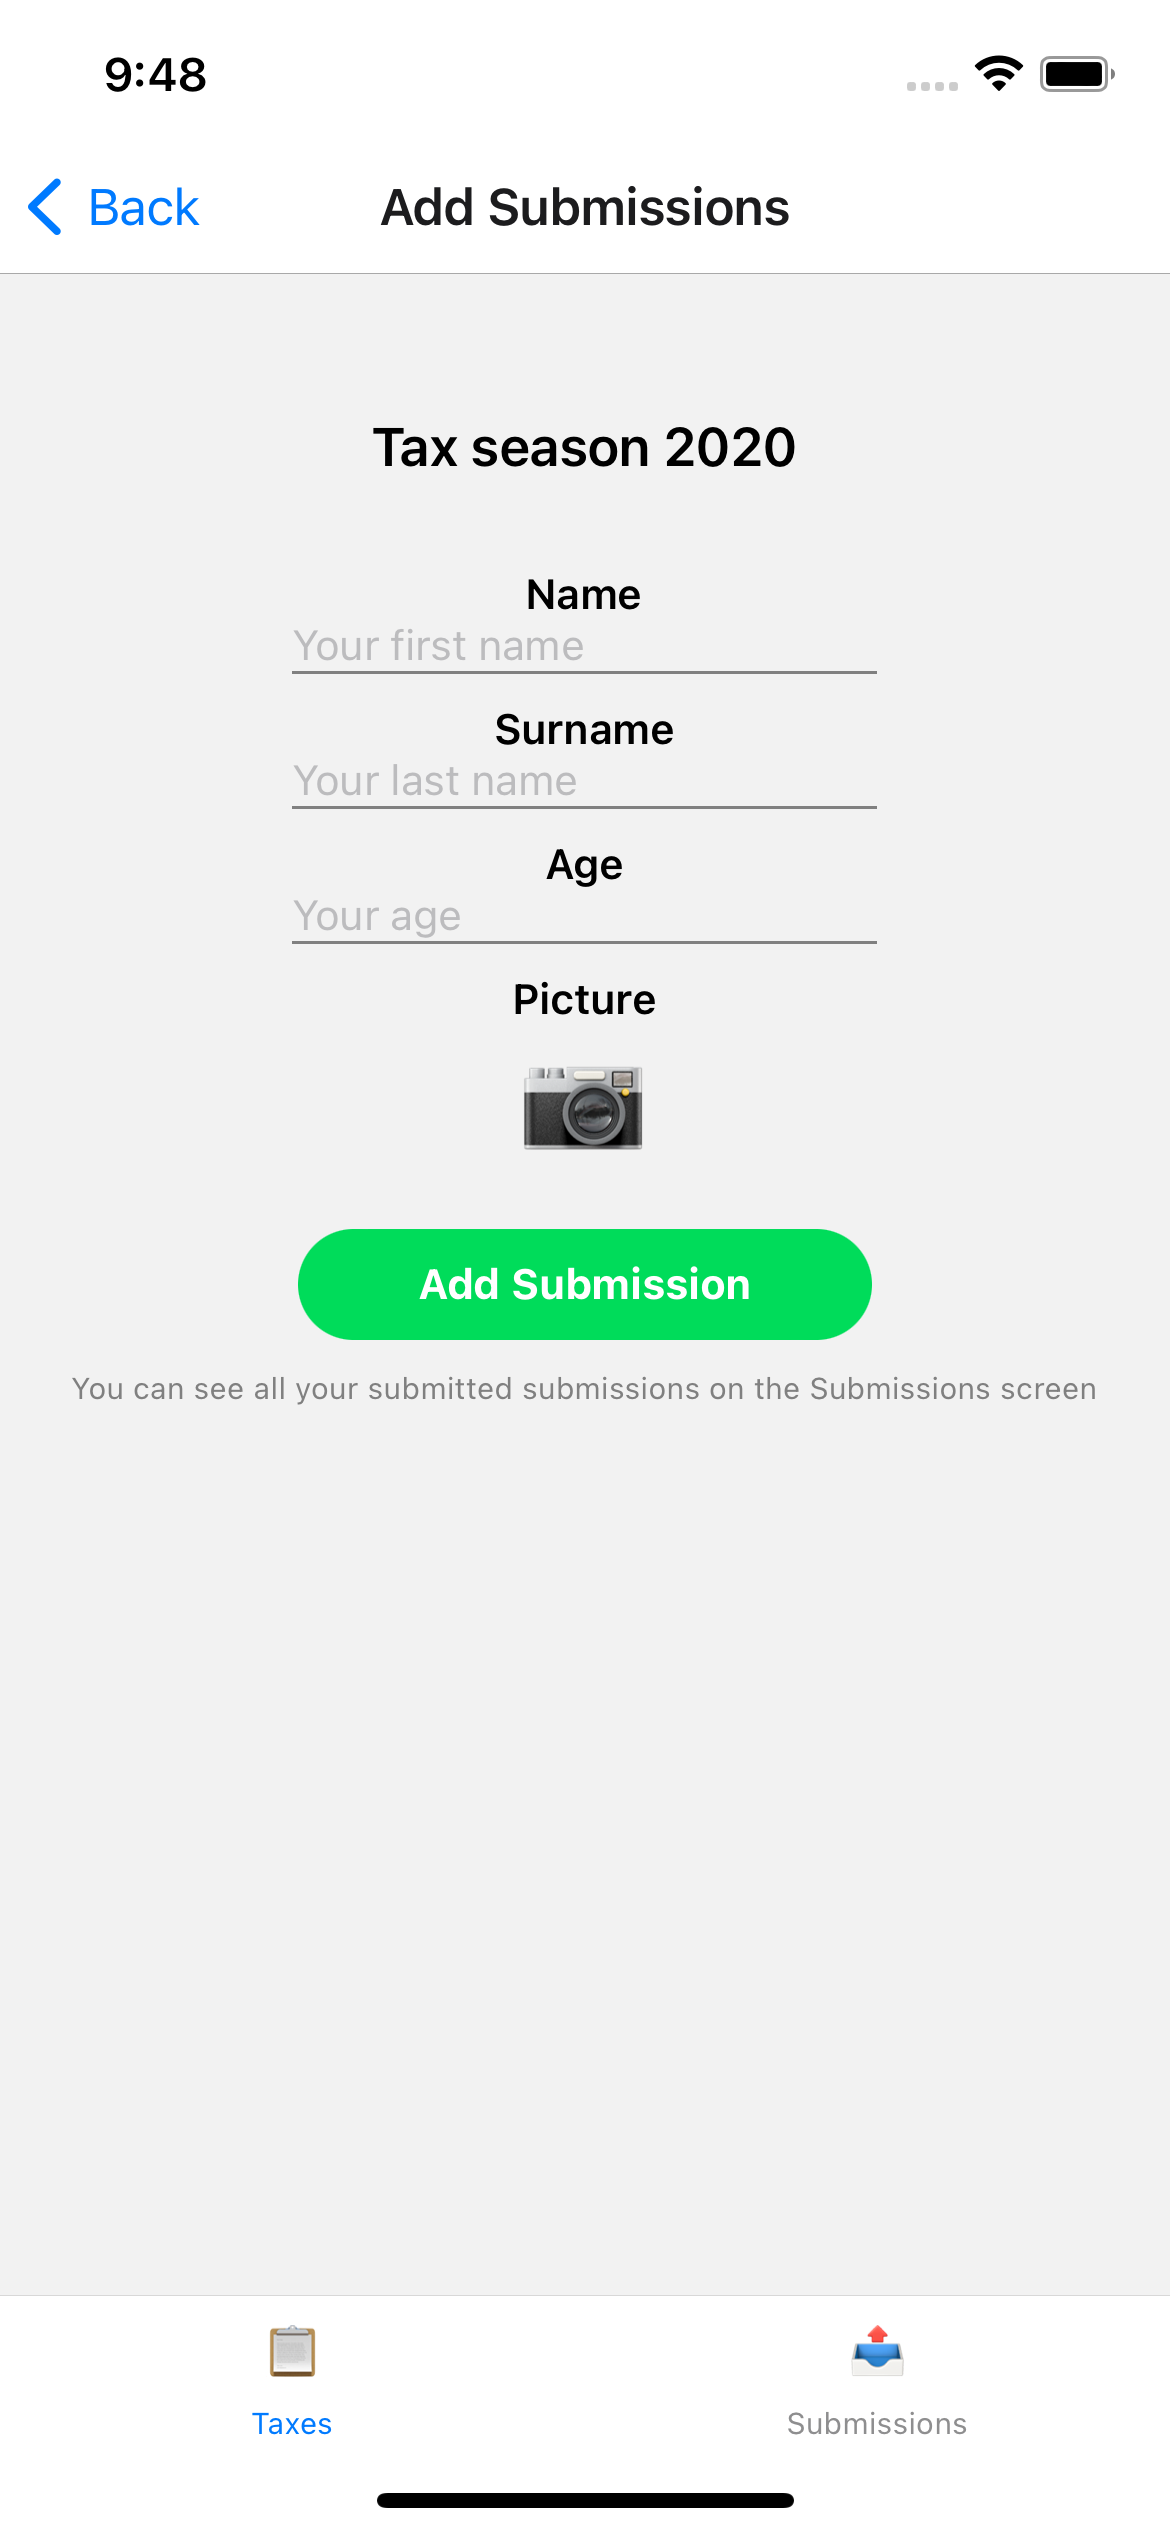 9:48
Back
Add Submissions
Tax season 2020
Name
Your first name
Surname
Your last name
Age
Your age
Picture
Add Submission
You can see all your submitted submissions on the Submissions screen
Taxes
Submissions